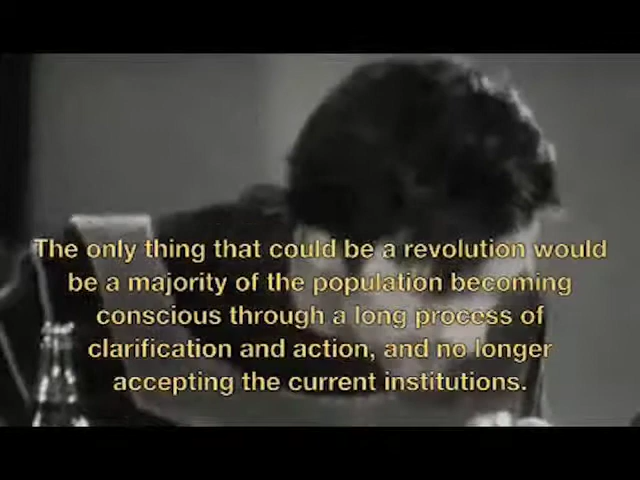 The only thing that could be a revolution would
be a majority of the population becoming
conscious through a long process of
clarification and action, and no longer
accepting the current institutions.